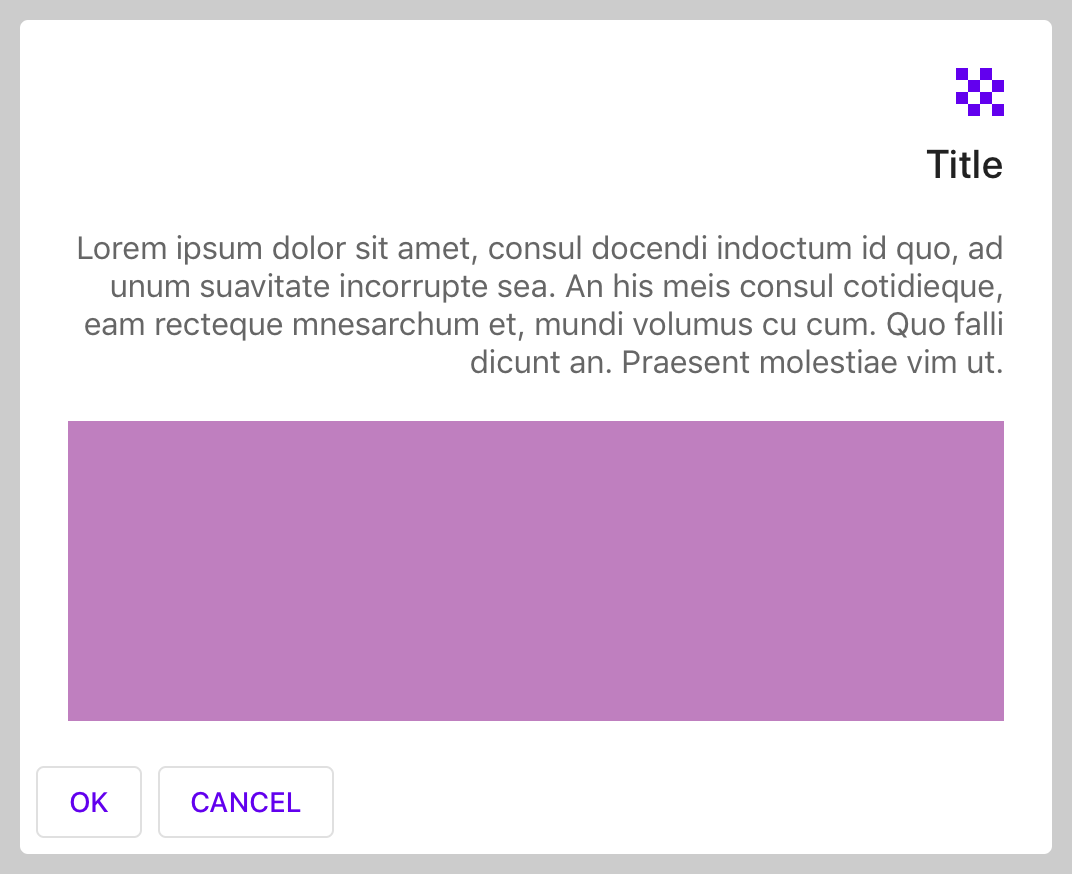 Title
Lorem ipsum dolor sit amet, consul docendi indoctum id quo, ad
unum suavitate incorrupte sea. An his meis consul cotidieque,
eam recteque mnesarchum et, mundi volumus cu cum. Quo falli
dicunt an. Praesent molestiae vim ut.
OK
CANCEL